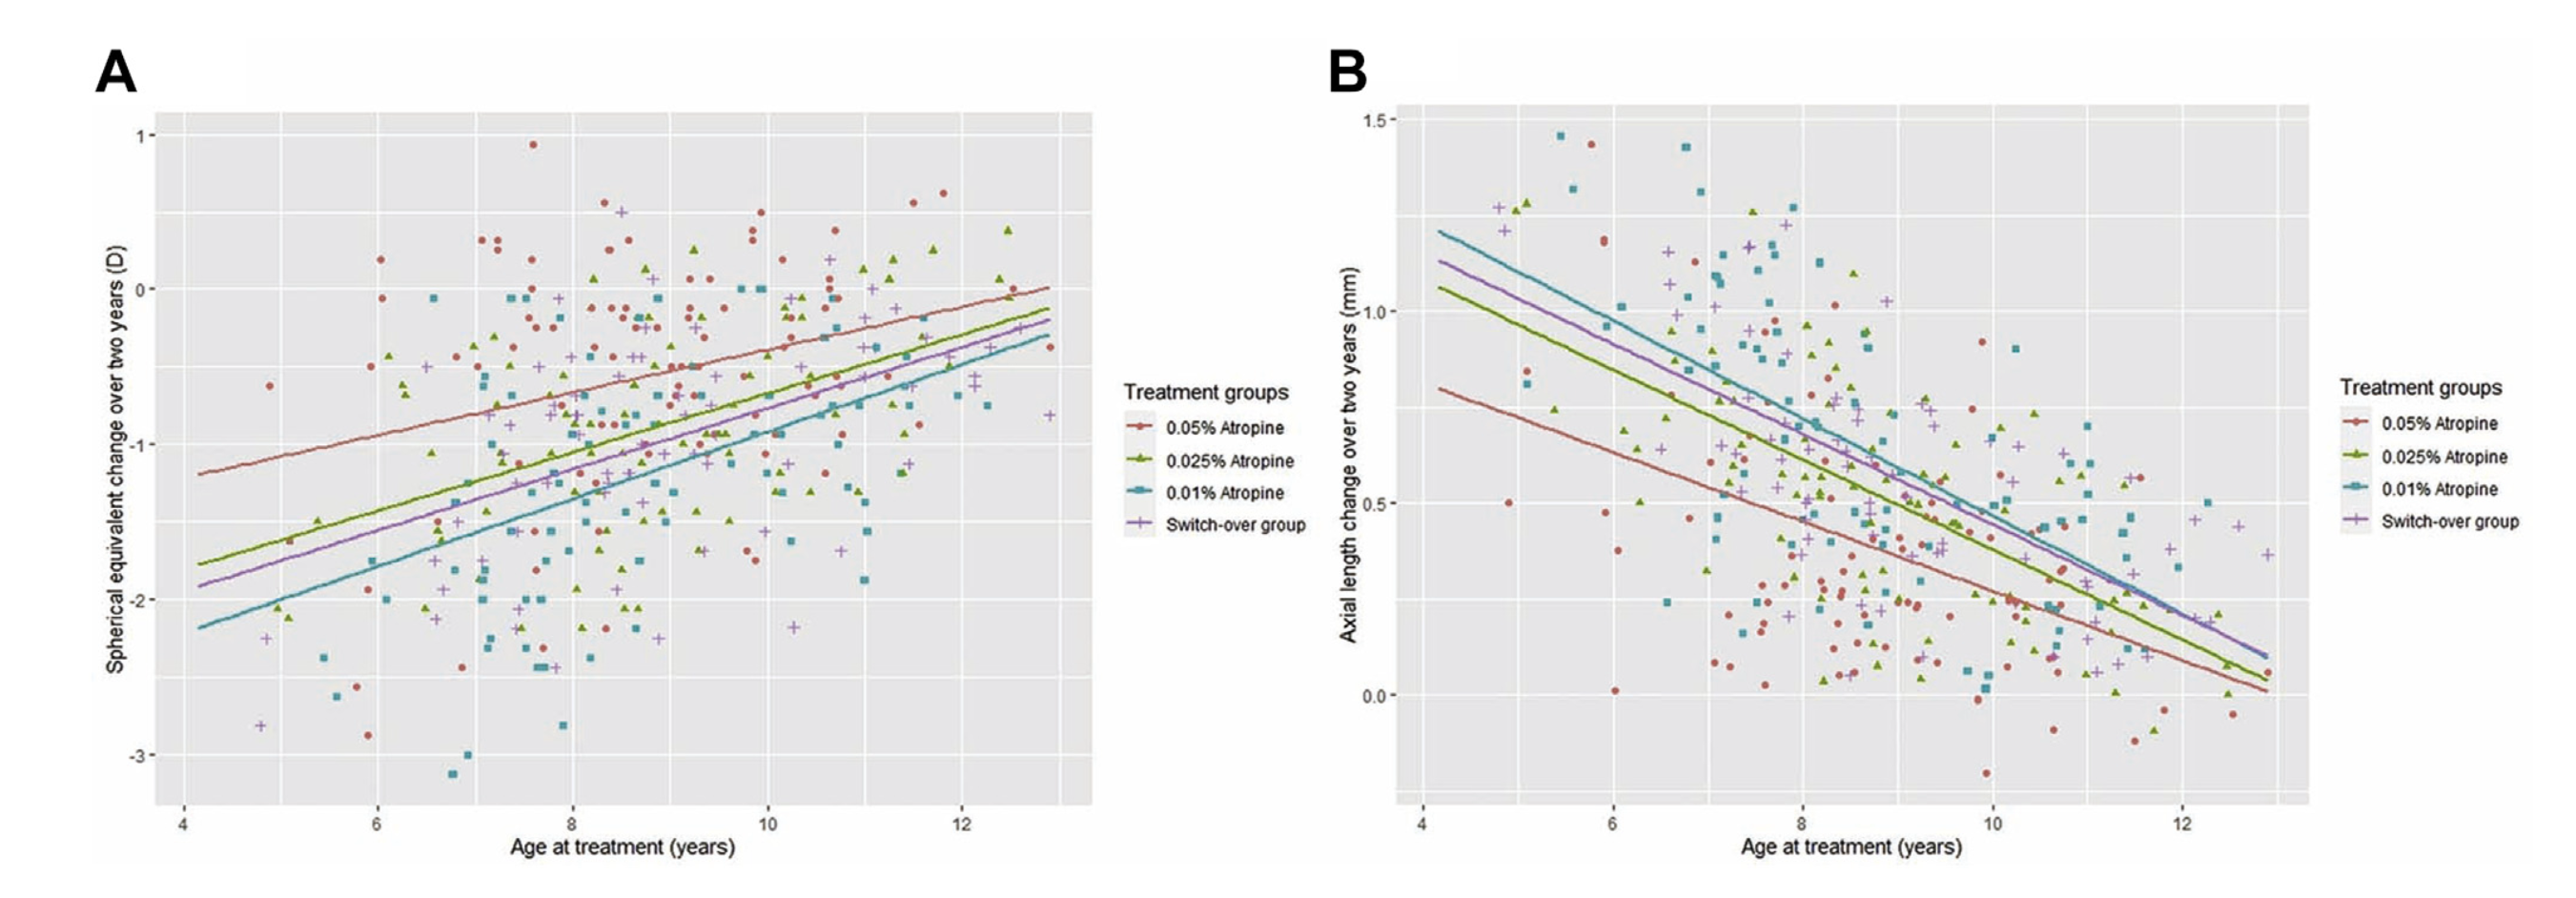 A
Spherical equivalent change over two years (D)
1
0
-1
-2
-3
4 6 8 10 12
Age at treatment (years)
Treatment groups
0.05% Atropine
0.025% Atropine
0.01% Atropine
Switch-over group
B
Axial length change over two years (mm)
1.5
1.0
0.5
0.0
4 6 8 10 12
Age at treatment (years)
Treatment groups
0.05% Atropine
0.025% Atropine
0.01% Atropine
Switch-over group